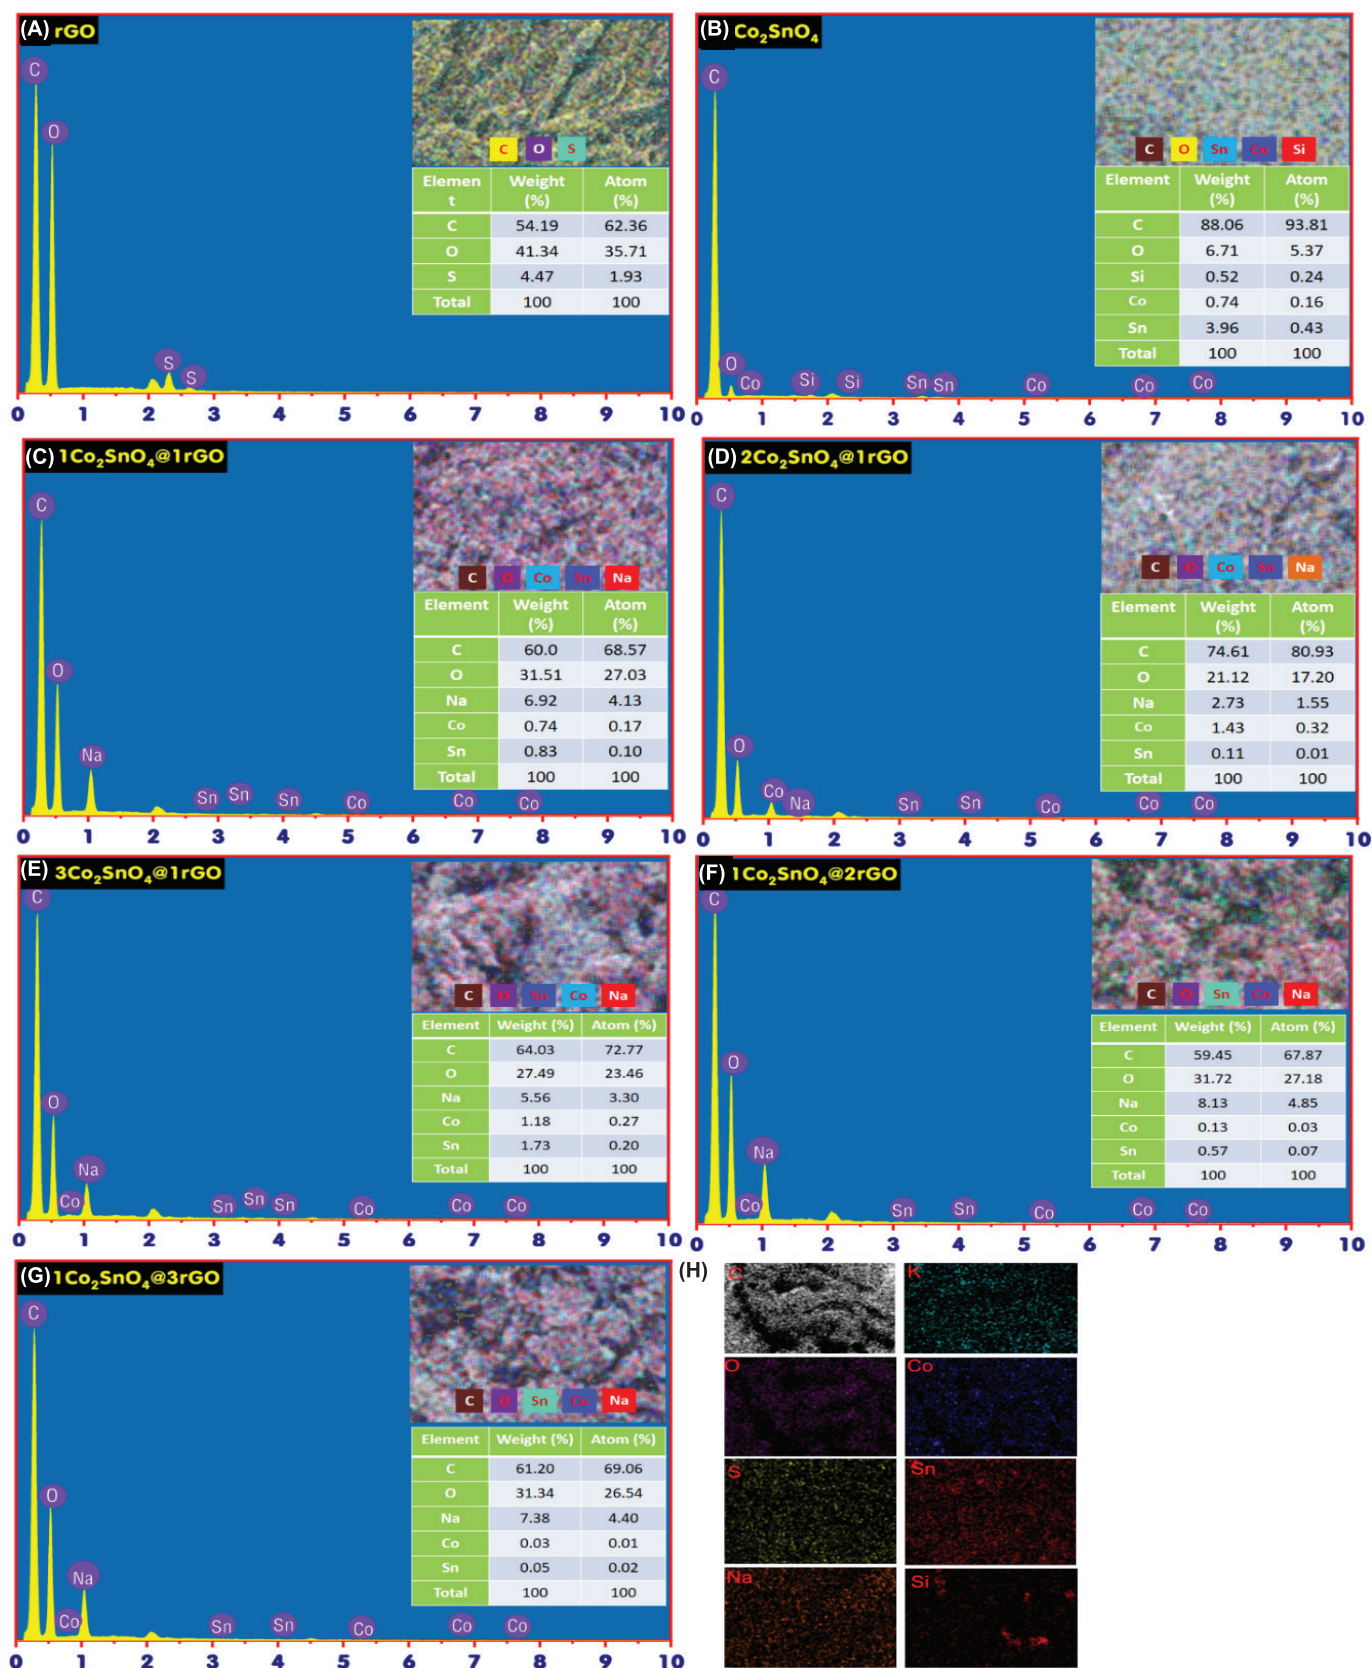 (A) rGO
C
O
S
S
C O S
Elemen
t
Weight
(%)
Atom
(%)
C 54.19 62.36
O 41.34 35.71
S 4.47 1.93
Total 100 100
0 1 2 3 4 5 6 7 8 9 10
(B) Co₂SnO₄
C
O
Co
Si
Si
Sn
Sn
Co
Co
Co
C O Sn Co Si
Element Weight Atom
(%) (%)
C 88.06 93.81
O 6.71 5.37
Si 0.52 0.24
Co 0.74 0.16
Sn 3.96 0.43
Total 100 100
0 1 2 3 4 5 6 7 8 9 10
(C) 1Co₂SnO₄@1rGO
C
O
Na
Sn
Sn
Sn
Co
Co
Co
C O Co Sn Na
Element Weight Atom
(%) (%)
C 60.0 68.57
O 31.51 27.03
Na 6.92 4.13
Co 0.74 0.17
Sn 0.83 0.10
Total 100 100
0 1 2 3 4 5 6 7 8 9 10
(D) 2Co₂SnO₄@1rGO
C
O
Co
Na
Sn
Sn
Co
Co
Co
C O Co Sn Na
Element Weight Atom
(%) (%)
C 74.61 80.93
O 21.12 17.20
Na 2.73 1.55
Co 1.43 0.32
Sn 0.11 0.01
Total 100 100
0 1 2 3 4 5 6 7 8 9 10
(E) 3Co₂SnO₄@1rGO
C
O
Co
Na
Sn
Sn
Sn
Co
Co
Co
C O Sn Co Na
Element Weight (%) Atom (%)
C 64.03 72.77
O 27.49 23.46
Na 5.56 3.30
Co 1.18 0.27
Sn 1.73 0.20
Total 100 100
0 1 2 3 4 5 6 7 8 9 10
(F) 1Co₂SnO₄@2rGO
C
O
Co
Na
Sn
Sn
Co
Co
Co
C O Sn Co Na
Element Weight (%) Atom (%)
C 59.45 67.87
O 31.72 27.18
Na 8.13 4.85
Co 0.13 0.03
Sn 0.57 0.07
Total 100 100
0 1 2 3 4 5 6 7 8 9 10
(G) 1Co₂SnO₄@3rGO
C
O
Co
Na
Sn
Sn
Co
Co
Co
C O Sn Co Na
Element Weight (%) Atom (%)
C 61.20 69.06
O 31.34 26.54
Na 7.38 4.40
Co 0.03 0.01
Sn 0.05 0.02
Total 100 100
0 1 2 3 4 5 6 7 8 9 10
(H)
C K
O Co
S Sn
Na Si